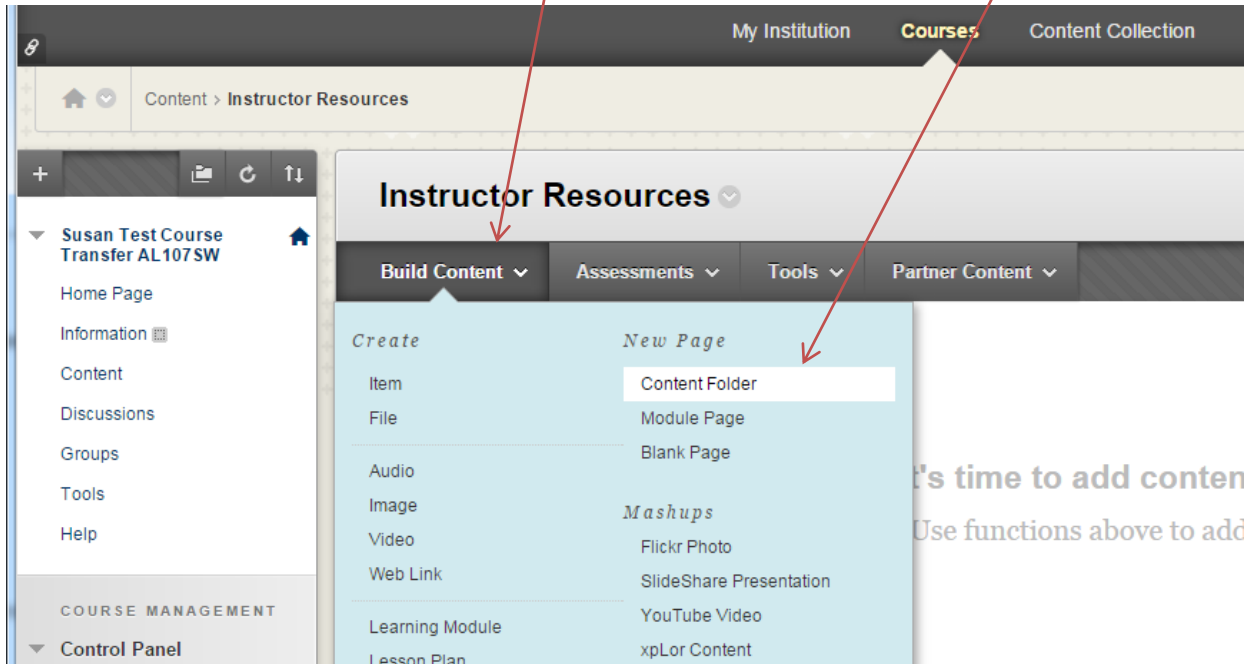 My Institution
Courses
Content Collection
Content > Instructor Resources
Susan Test Course
Transfer AL107SW
Home Page
Information
Content
Discussions
Groups
Tools
Help
COURSE MANAGEMENT
Control Panel
Instructor Resources
Build Content
Assessments
Tools
Partner Content
Create
Item
File
Audio
Image
Video
Web Link
Learning Module
Lesson Plan
New Page
Content Folder
Module Page
Blank Page
Mashups
Flickr Photo
SlideShare Presentation
YouTube Video
xpLor Content
t's time to add conten
Use functions above to add